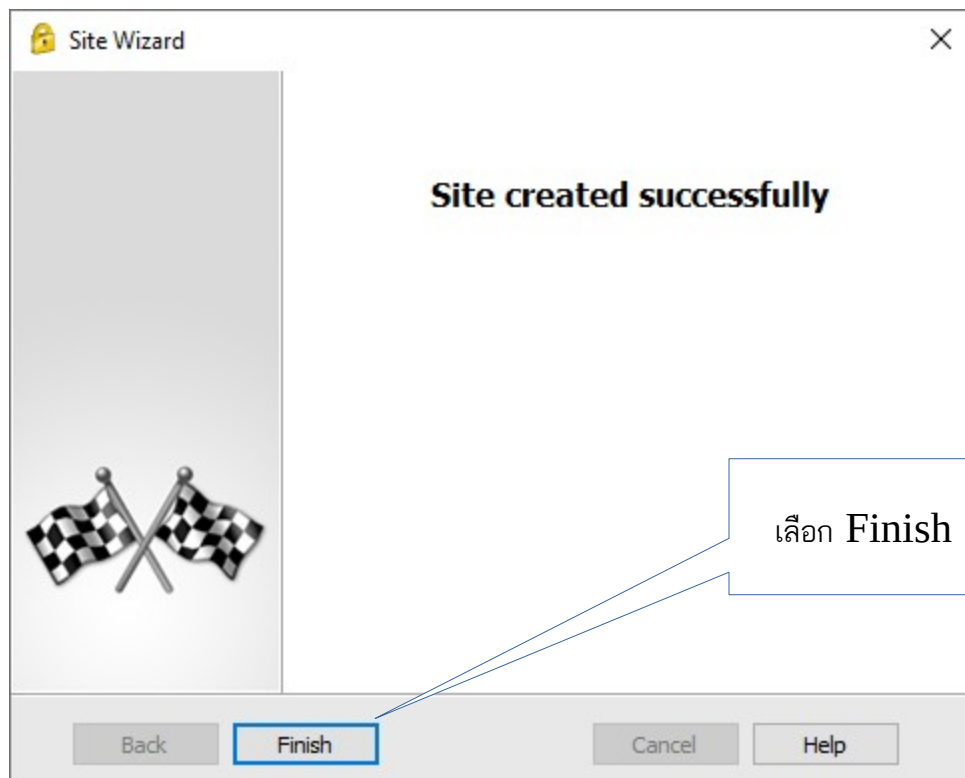 Site Wizard
Site created successfully
เลือก Finish
Back
Finish
Cancel
Help